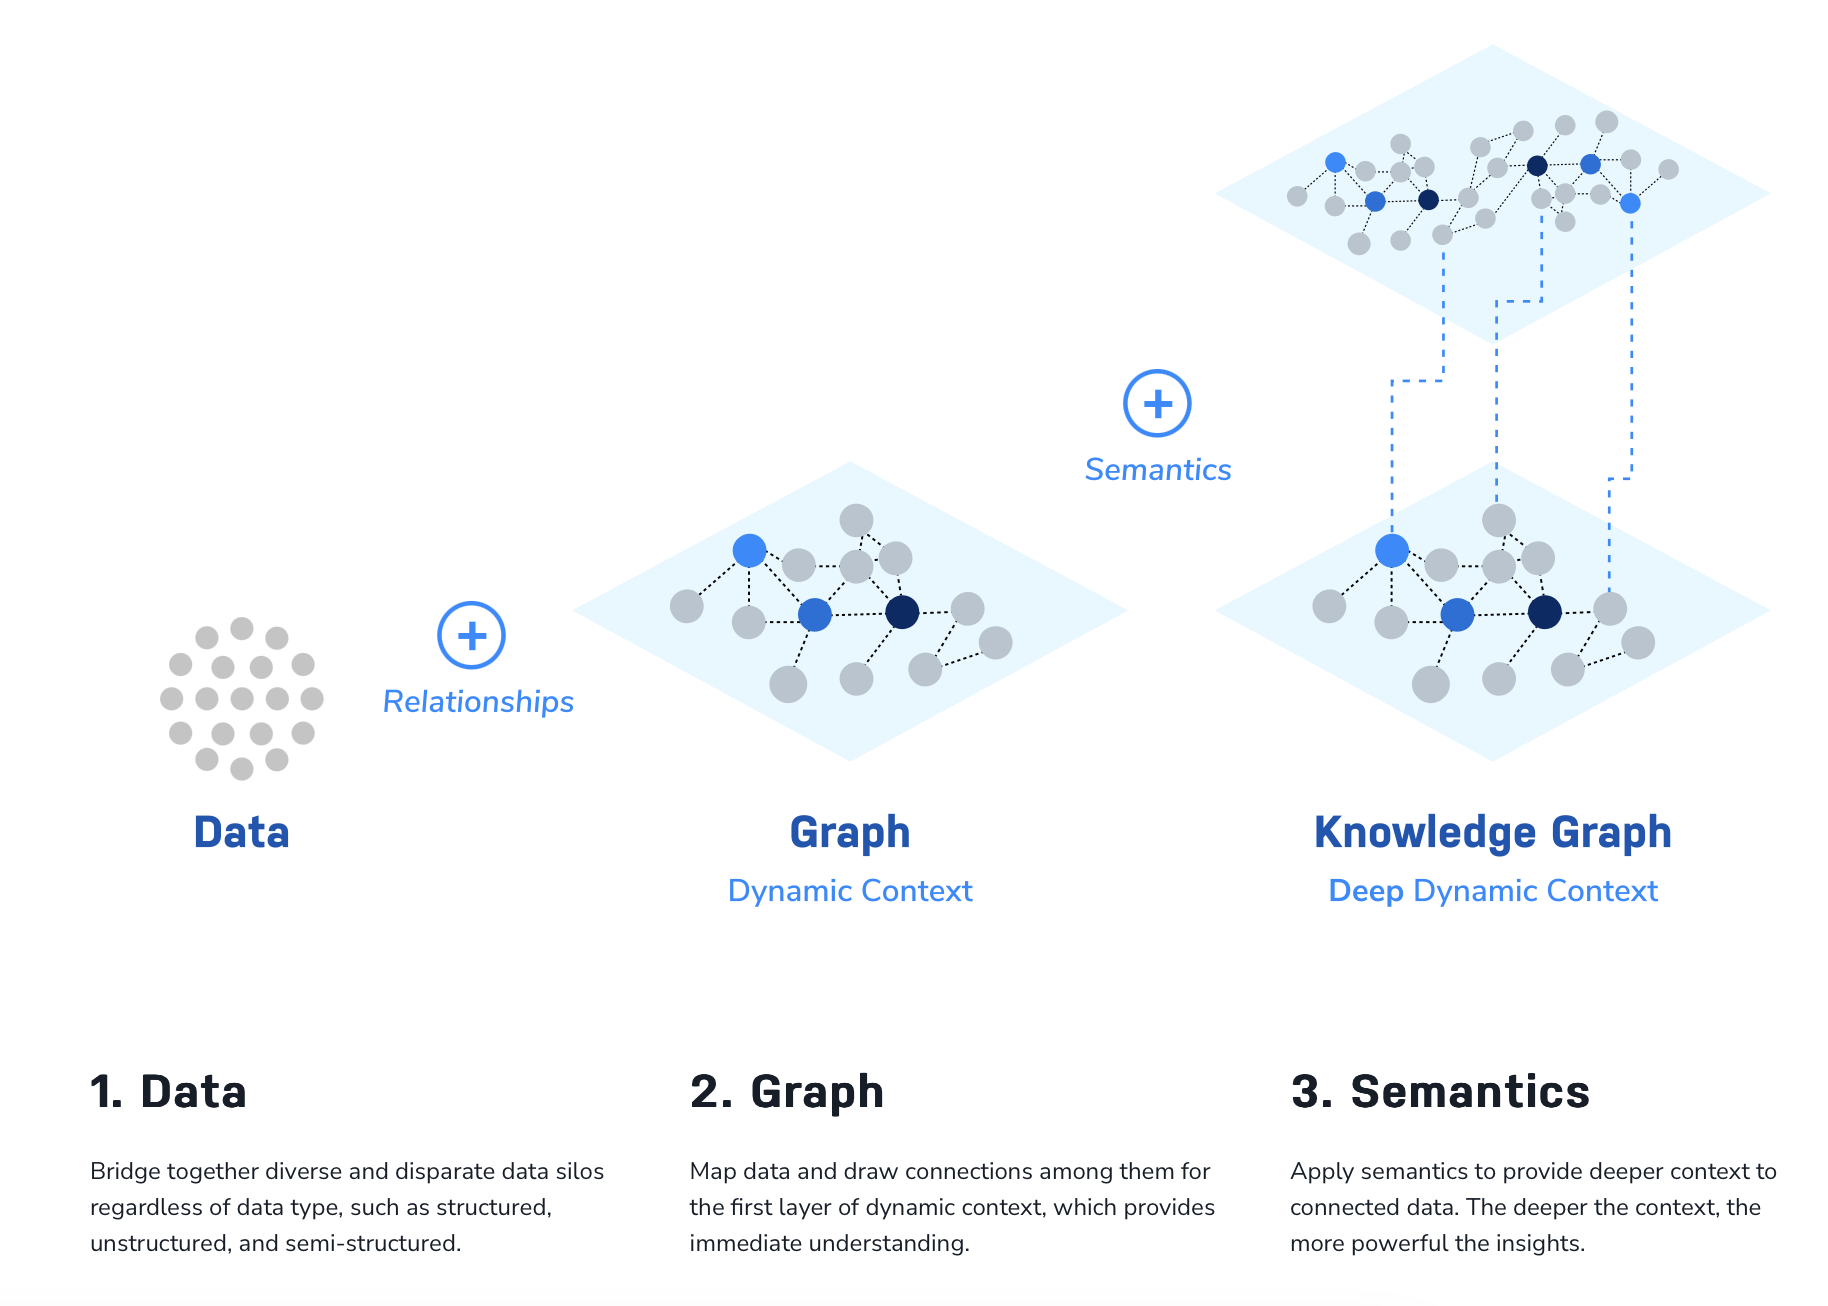 Semantics
Relationships
Data
Graph
Knowledge Graph
Dynamic Context
Deep Dynamic Context
1. Data
Bridge together diverse and disparate data silos
regardless of data type, such as structured,
unstructured, and semi-structured.
2. Graph
Map data and draw connections among them for
the first layer of dynamic context, which provides
immediate understanding.
3. Semantics
Apply semantics to provide deeper context to
connected data. The deeper the context, the
more powerful the insights.